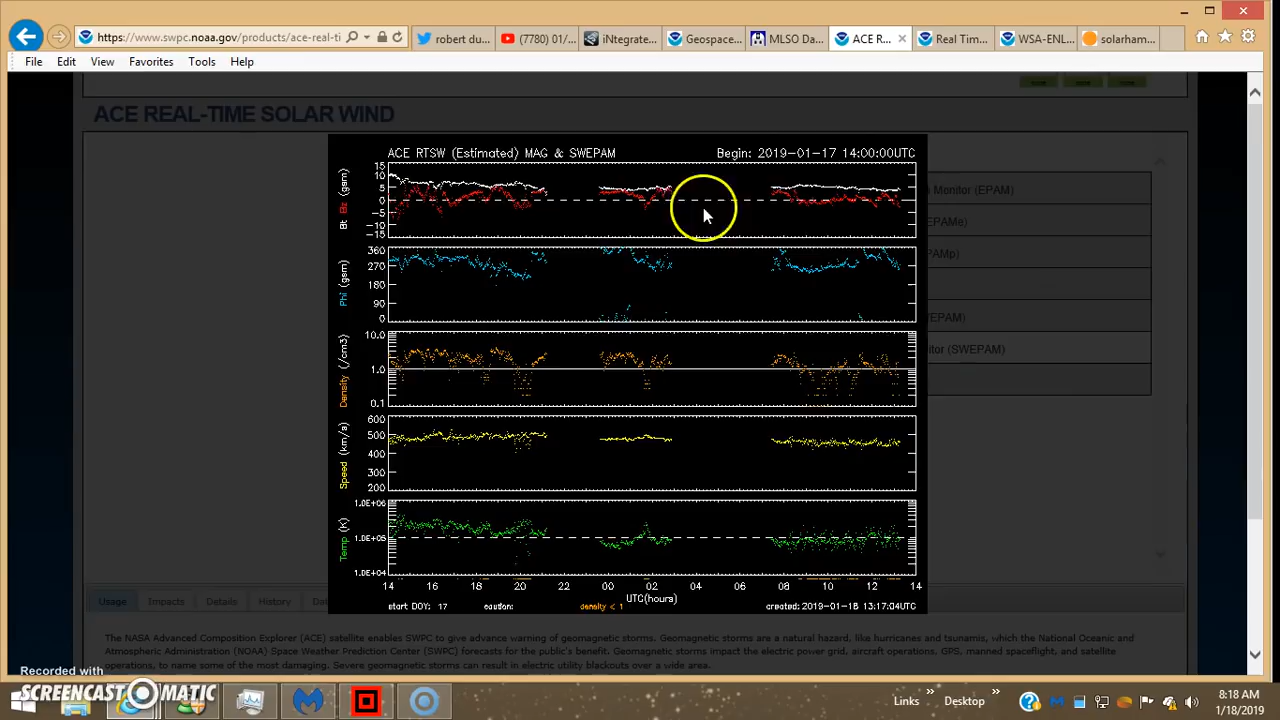 https://www.swpc.noaa.gov/products/ace-real-ti
robert du...
(7780) 01/...
iNtegrate...
Geospace...
MLSO Da...
ACE R...
Real Tim...
WSA-ENL...
solarham...
File Edit View Favorites Tools Help
ACE REAL-TIME SOLAR WIND
ACE RTSW (Estimated) MAG & SWEPAM
Begin: 2019-01-17 14:00:00UTC
Bt Bz (gsm)
15
10
5
0
-5
-10
-15
Phi (gsm)
360
270
180
90
0
Density (/cm3)
10.0
1.0
0.1
Speed (km/s)
600
500
400
300
200
Temp (K)
1.0E+06
1.0E+05
1.0E+04
14 16 18 20 22 00 02 04 06 08 10 12 14
UTC(hours)
start DOY: 17
caution:
density < 1
created: 2019-01-18 13:17:04UTC
Monitor (EPAM)
PAMe)
AMp)
EPAM)
itor (SWEPAM)
Usage Impacts Details History Da
The NASA Advanced Composition Explorer (ACE) satellite enables SWPC to give advance warning of geomagnetic storms. Geomagnetic storms are a natural hazard, like hurricanes and tsunamis, which the National Oceanic and
Atmospheric Administration (NOAA) Space Weather Prediction Center (SWPC) forecasts for the public's benefit. Geomagnetic storms impact the electric power grid, aircraft operations, GPS, manned spaceflight, and satellite
operations, to name some of the most damaging. Severe geomagnetic storms can result in electric utility blackouts over a wide area.
Recorded with
SCREENCAST MATIC
Links
Desktop
8:18 AM
1/18/2019